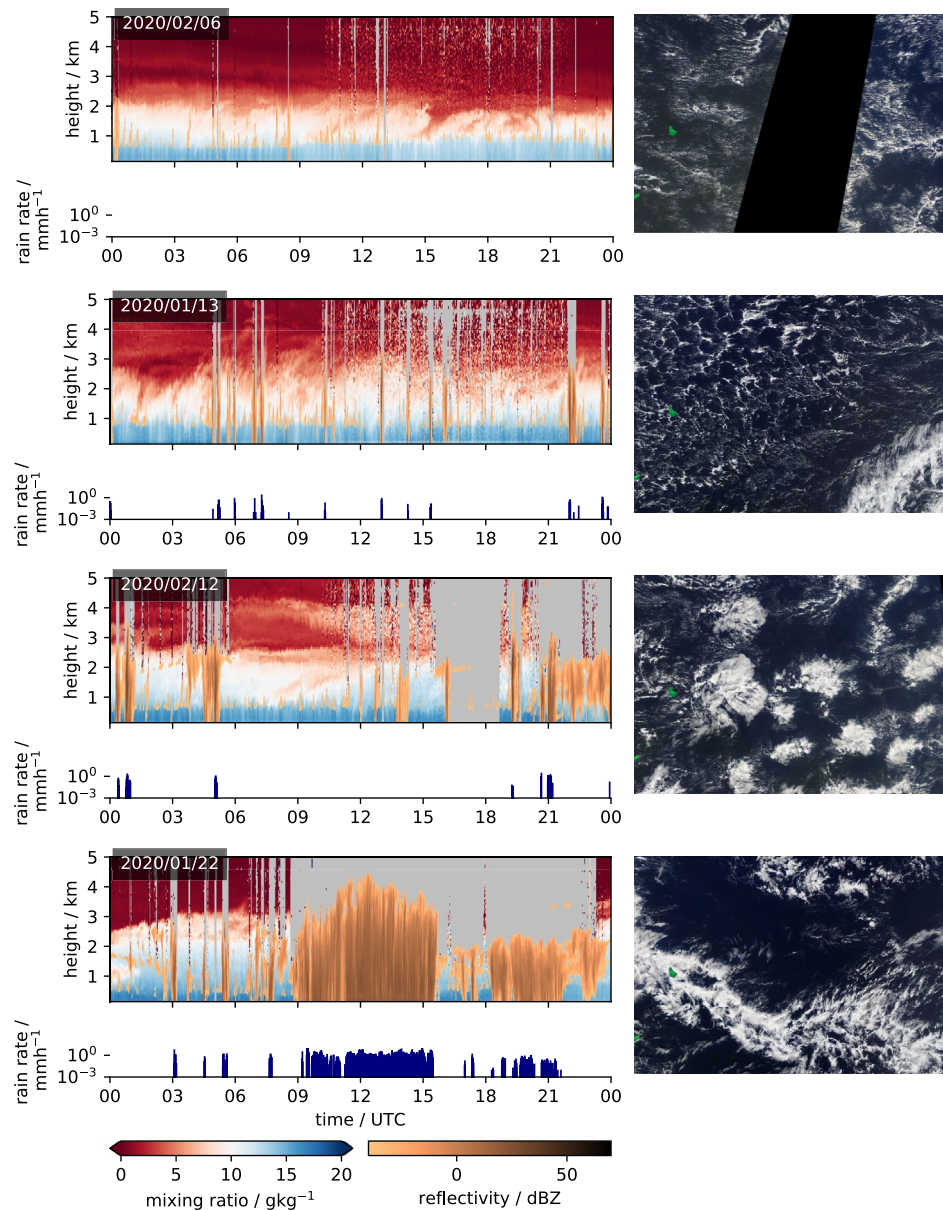 2020/02/06
5
4
3
2
1
height / km
rain rate /
mmh⁻¹
10⁰
10⁻³
00 03 06 09 12 15 18 21 00
2020/01/13
5
4
3
2
1
height / km
rain rate /
mmh⁻¹
10⁰
10⁻³
00 03 06 09 12 15 18 21 00
2020/02/12
5
4
3
2
1
height / km
rain rate /
mmh⁻¹
10⁰
10⁻³
00 03 06 09 12 15 18 21 00
2020/01/22
5
4
3
2
1
height / km
rain rate /
mmh⁻¹
10⁰
10⁻³
00 03 06 09 12 15 18 21 00
time / UTC
0 5 10 15 20
mixing ratio / gkg⁻¹
0 50
reflectivity / dBZ